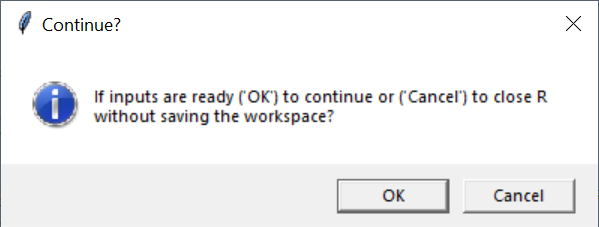 Continue?
If inputs are ready ('OK') to continue or ('Cancel') to close R
without saving the workspace?
OK
Cancel